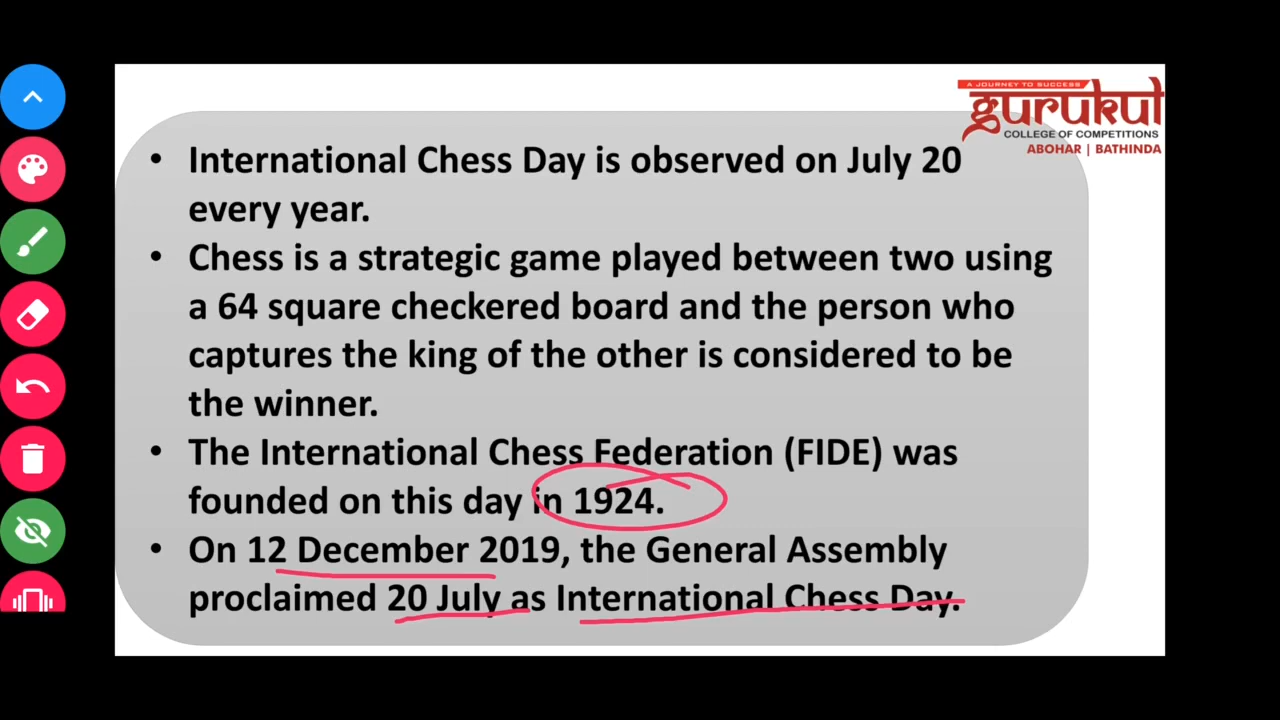 A JOURNEY TO SUCCESS
gurukul
COLLEGE OF COMPETITIONS
ABOHAR | BATHINDA
• International Chess Day is observed on July 20
every year.
• Chess is a strategic game played between two using
a 64 square checkered board and the person who
captures the king of the other is considered to be
the winner.
• The International Chess Federation (FIDE) was
founded on this day in 1924.
• On 12 December 2019, the General Assembly
proclaimed 20 July as International Chess Day.